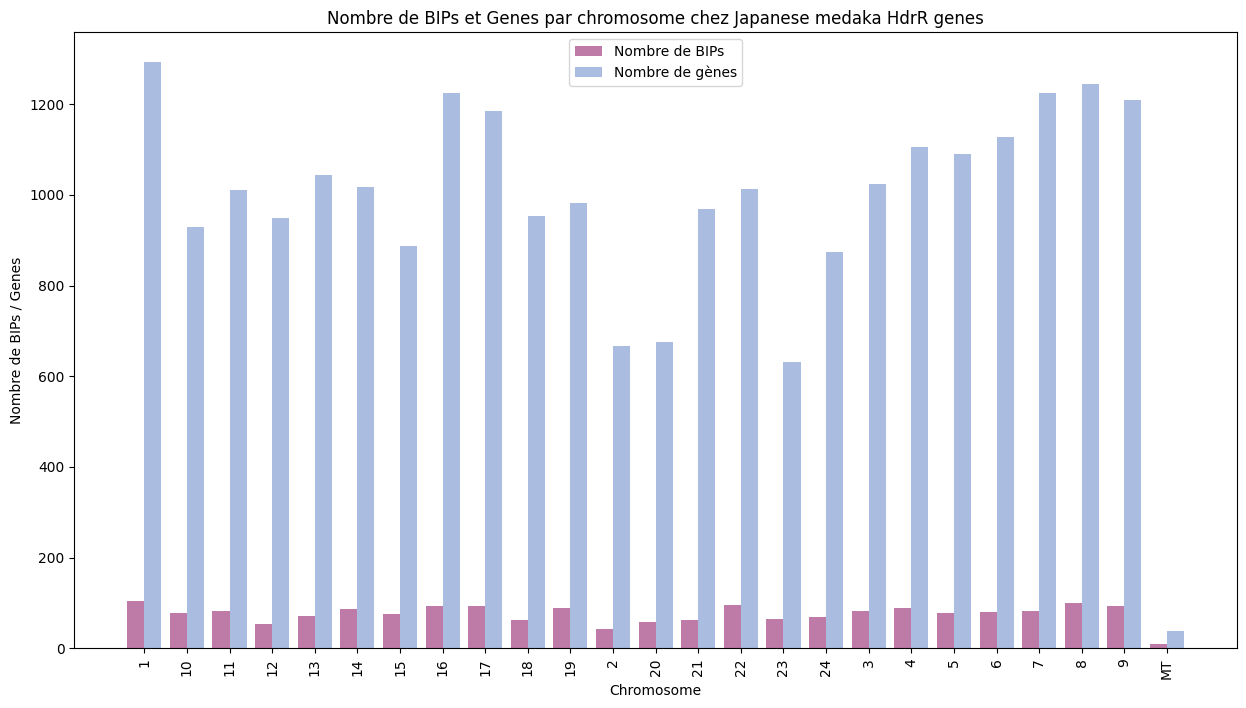 Nombre de BIPs et Genes par chromosome chez Japanese medaka HdrR genes
Nombre de BIPs
Nombre de gènes
Nombre de BIPs / Genes
1200
1000
800
600
400
200
0
1 10 11 12 13 14 15 16 17 18 19 2 20 21 22 23 24 3 4 5 6 7 8 9 MT
Chromosome